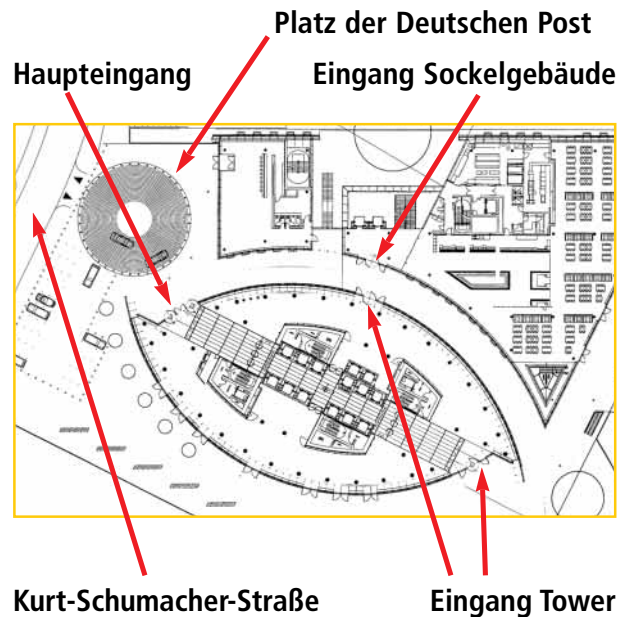 Platz der Deutschen Post
Haupteingang
Eingang Sockelgebäude
Kurt-Schumacher-Straße
Eingang Tower